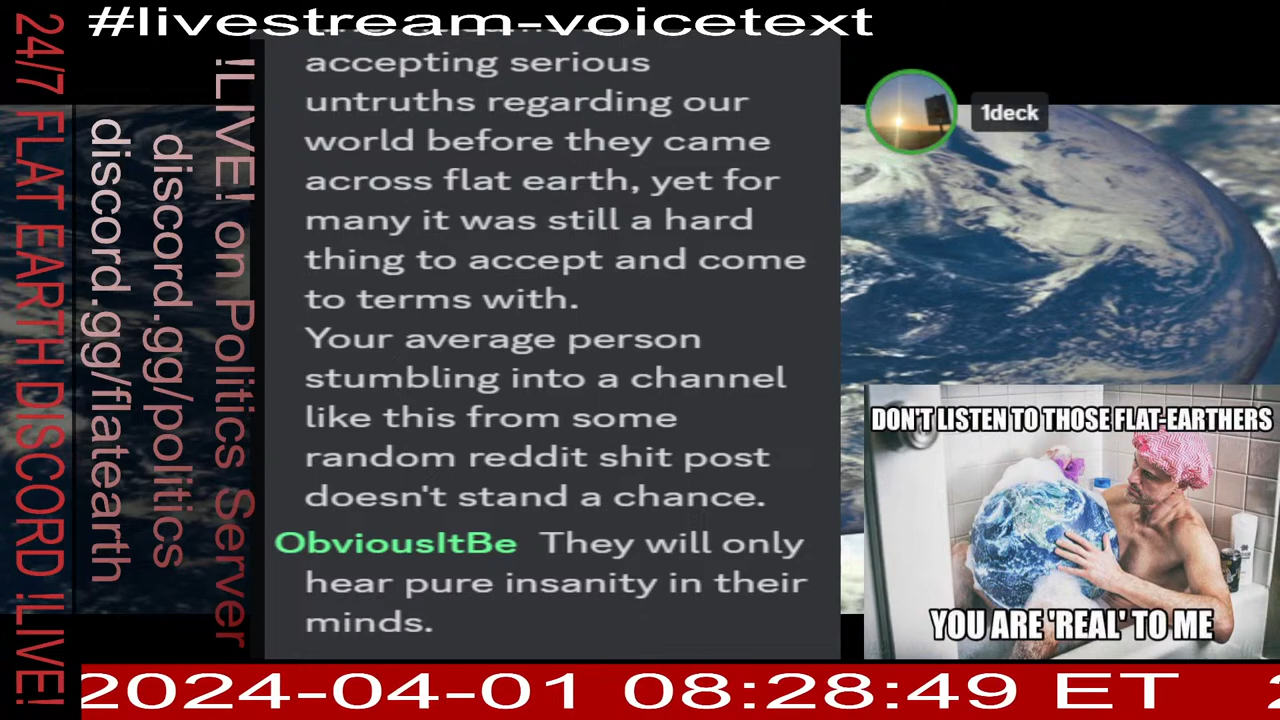 #livestream-voicetext
24/7 FLAT EARTH DISCORD !LIVE!
discord.gg/flatearth
discord.gg/politics
!LIVE! on Politics Server
accepting serious
untruths regarding our
world before they came
across flat earth, yet for
many it was still a hard
thing to accept and come
to terms with.
Your average person
stumbling into a channel
like this from some
random reddit shit post
doesn't stand a chance.
ObviousItBe They will only
hear pure insanity in their
minds.
1deck
DON'T LISTEN TO THOSE FLAT-EARTHERS
YOU ARE 'REAL' TO ME
2024-04-01 08:28:49 ET